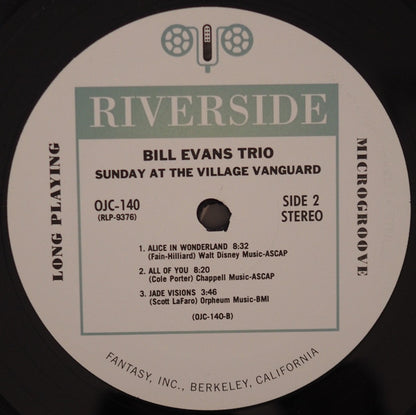 RIVERSIDE
LONG PLAYING
MICROGROOVE
BILL EVANS TRIO
SUNDAY AT THE VILLAGE VANGUARD
OJC-140
(RLP-9376)
SIDE 2
STEREO
1. ALICE IN WONDERLAND 8:32
(Fain-Hilliard) Walt Disney Music-ASCAP
2. ALL OF YOU 8:20
(Cole Porter) Chappell Music-ASCAP
3. JADE VISIONS 3:46
(Scott LaFaro) Orpheum Music-BMI
(OJC-140-B)
FANTASY, INC., BERKELEY, CALIFORNIA